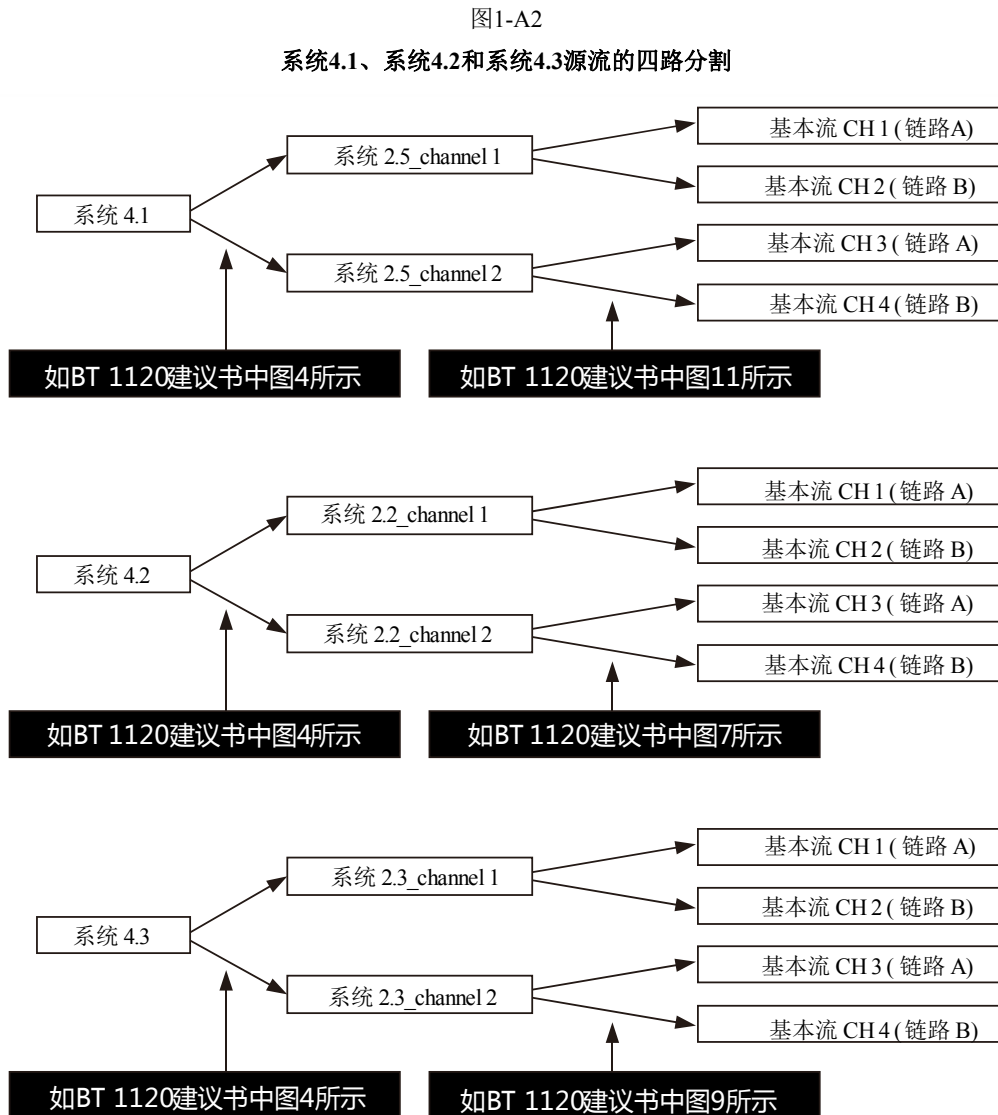 图1-A2
系统4.1、系统4.2和系统4.3源流的四路分割
系统 4.1
系统 2.5_channel 1
系统 2.5_channel 2
基本流 CH 1 ( 链路A)
基本流 CH 2 ( 链路 B)
基本流 CH 3 ( 链路 A)
基本流 CH 4 ( 链路 B)
如BT 1120建议书中图4所示
如BT 1120建议书中图11所示
系统 4.2
系统 2.2_channel 1
系统 2.2_channel 2
基本流 CH 1 ( 链路 A)
基本流 CH 2 ( 链路 B)
基本流 CH 3 ( 链路 A)
基本流 CH 4 ( 链路 B)
如BT 1120建议书中图4所示
如BT 1120建议书中图7所示
系统 4.3
系统 2.3_channel 1
系统 2.3_channel 2
基本流 CH 1 ( 链路 A)
基本流 CH 2 ( 链路 B)
基本流 CH 3 ( 链路 A)
基本流 CH 4 ( 链路 B)
如BT 1120建议书中图4所示
如BT 1120建议书中图9所示